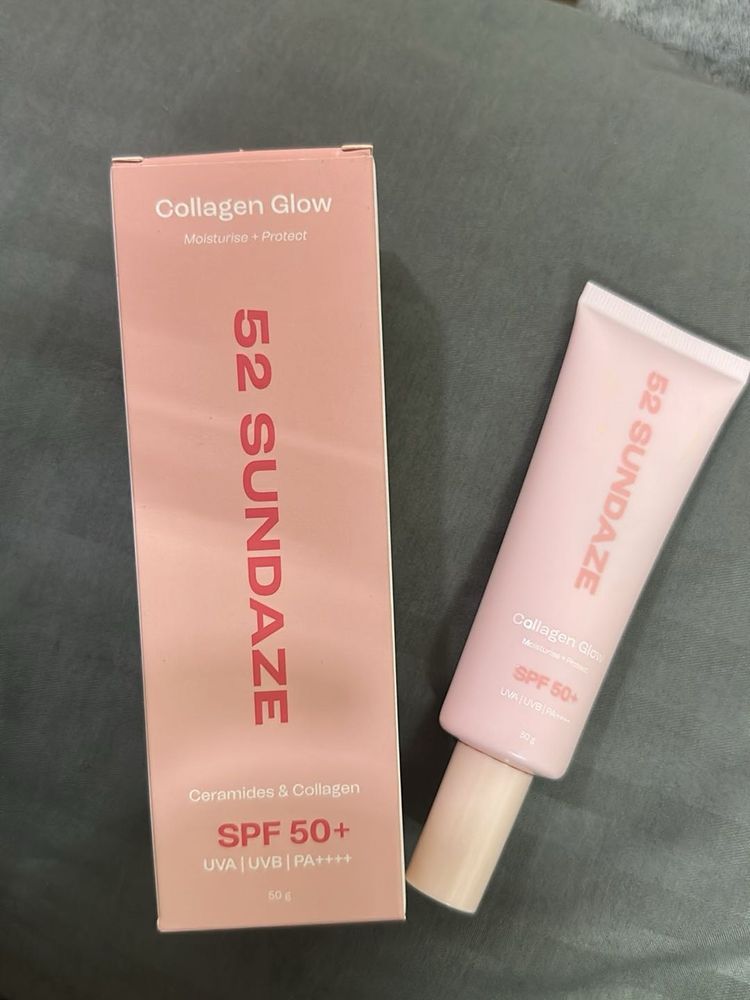 Collagen Glow
Moisturise + Protect
52 SUNDAZE
Ceramides & Collagen
SPF 50+
UVA | UVB | PA++++
50 g
52 SUNDAZE
Collagen Glow
Moisturise + Protect
SPF 50+
UVA | UVB | PA++++
50 g